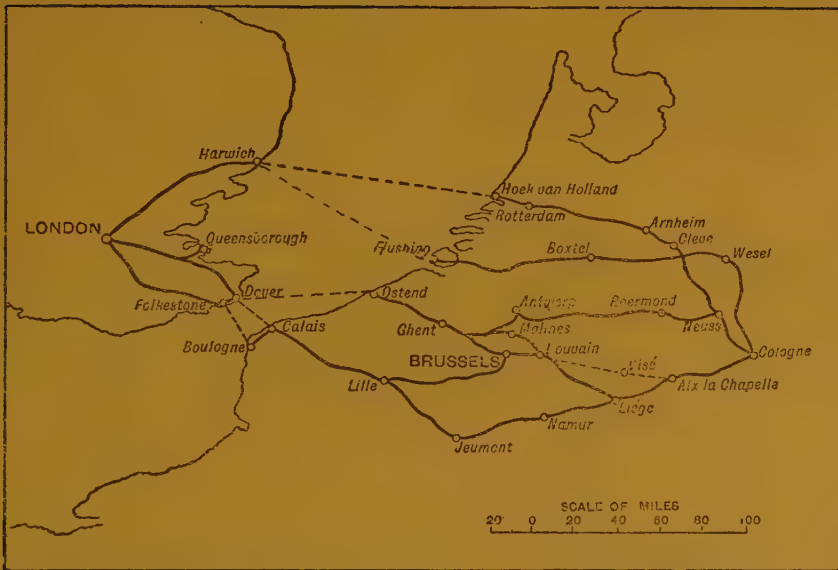 Harwich
Hoek van Holland
Rotterdam
LONDON
Queensborough
Flushing
Arnheim
Cleve
Boxtel
Wesel
Dover
Folkestone
Ostend
Antwerp
Roermond
Ghent
Malines
Neuss
Calais
Boulogne
BRUSSELS
Louvain
Cologne
Visé
Lille
Aix la Chapelle
Liége
Namur
Jeumont
SCALE OF MILES
20 0 20 40 60 80 100